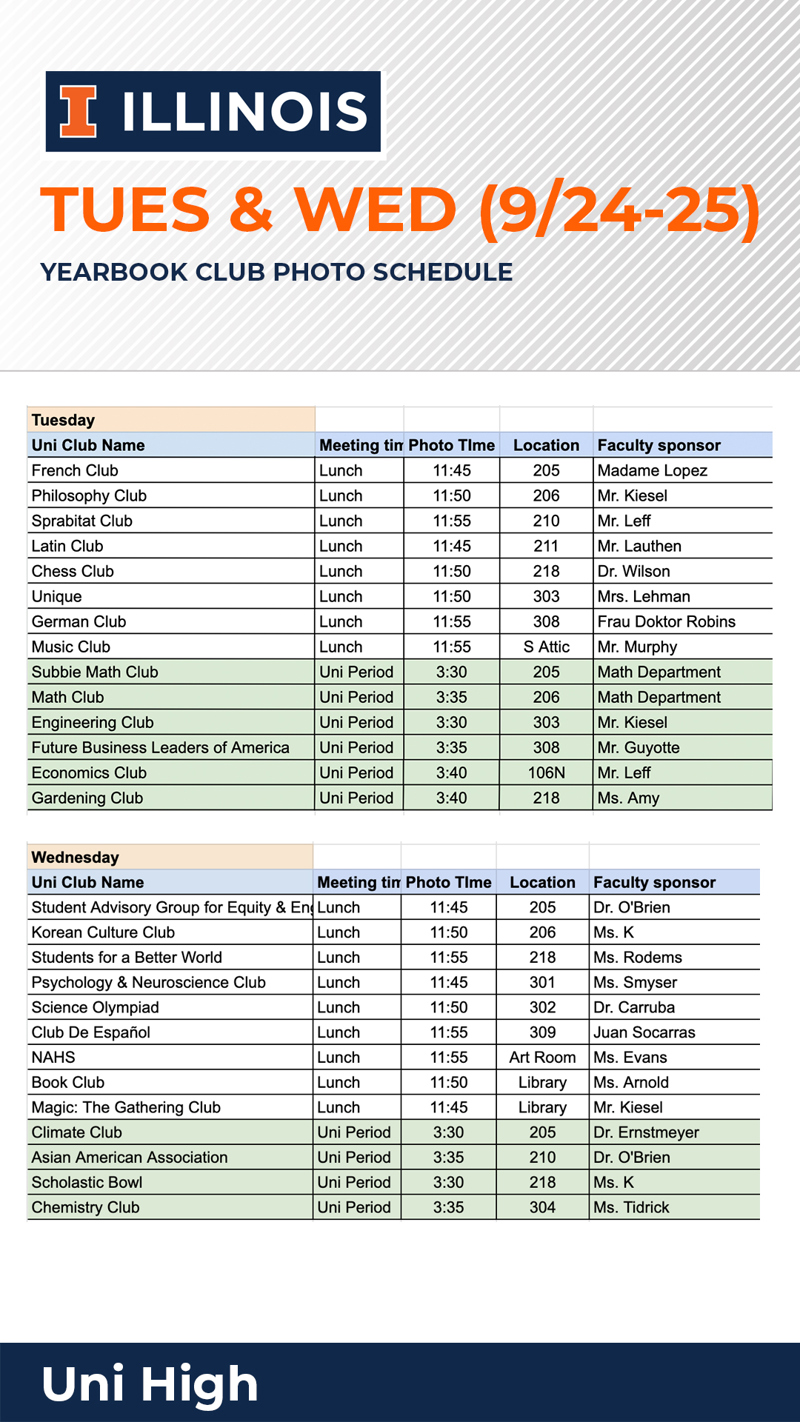 I ILLINOIS
TUES & WED (9/24-25)
YEARBOOK CLUB PHOTO SCHEDULE
Tuesday
Uni Club Name Meeting tim Photo TIme Location Faculty sponsor
French Club Lunch 11:45 205 Madame Lopez
Philosophy Club Lunch 11:50 206 Mr. Kiesel
Sprabitat Club Lunch 11:55 210 Mr. Leff
Latin Club Lunch 11:45 211 Mr. Lauthen
Chess Club Lunch 11:50 218 Dr. Wilson
Unique Lunch 11:50 303 Mrs. Lehman
German Club Lunch 11:55 308 Frau Doktor Robins
Music Club Lunch 11:55 S Attic Mr. Murphy
Subbie Math Club Uni Period 3:30 205 Math Department
Math Club Uni Period 3:35 206 Math Department
Engineering Club Uni Period 3:30 303 Mr. Kiesel
Future Business Leaders of America Uni Period 3:35 308 Mr. Guyotte
Economics Club Uni Period 3:40 106N Mr. Leff
Gardening Club Uni Period 3:40 218 Ms. Amy
Wednesday
Uni Club Name Meeting tim Photo TIme Location Faculty sponsor
Student Advisory Group for Equity & Eng Lunch 11:45 205 Dr. O'Brien
Korean Culture Club Lunch 11:50 206 Ms. K
Students for a Better World Lunch 11:55 218 Ms. Rodems
Psychology & Neuroscience Club Lunch 11:45 301 Ms. Smyser
Science Olympiad Lunch 11:50 302 Dr. Carruba
Club De Español Lunch 11:55 309 Juan Socarras
NAHS Lunch 11:55 Art Room Ms. Evans
Book Club Lunch 11:50 Library Ms. Arnold
Magic: The Gathering Club Lunch 11:45 Library Mr. Kiesel
Climate Club Uni Period 3:30 205 Dr. Ernstmeyer
Asian American Association Uni Period 3:35 210 Dr. O'Brien
Scholastic Bowl Uni Period 3:30 218 Ms. K
Chemistry Club Uni Period 3:35 304 Ms. Tidrick
Uni High